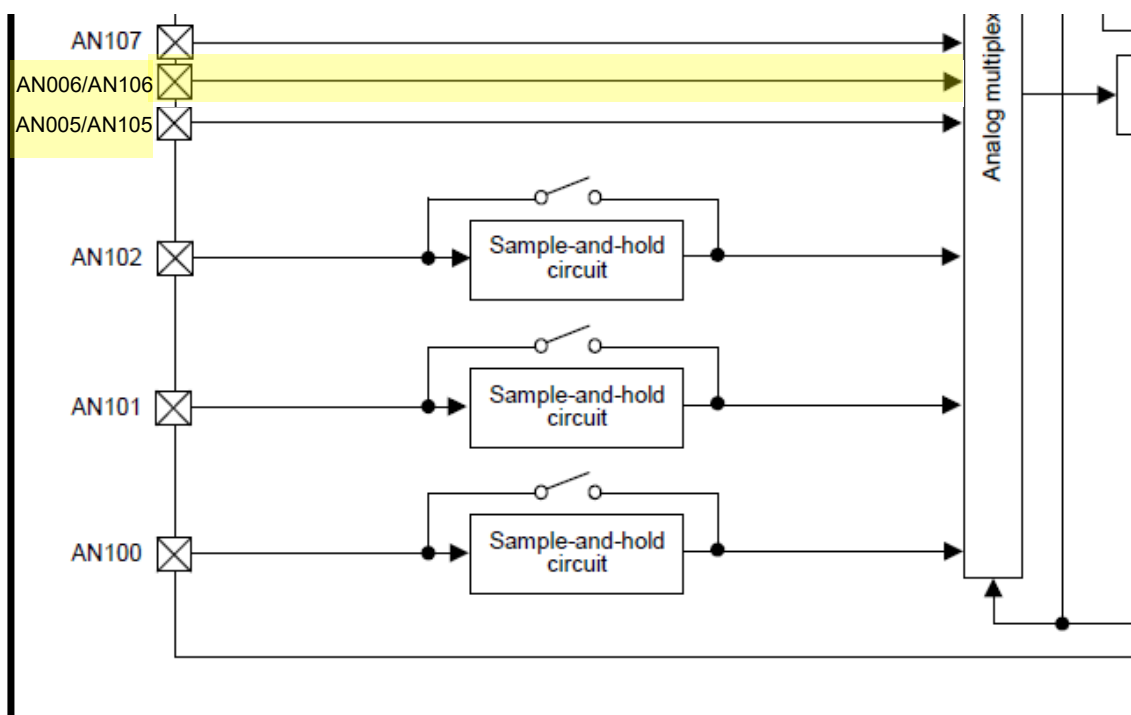 AN107
AN006/AN106
AN005/AN105
Analog multiplex
AN102
Sample-and-hold
circuit
AN101
Sample-and-hold
circuit
AN100
Sample-and-hold
circuit